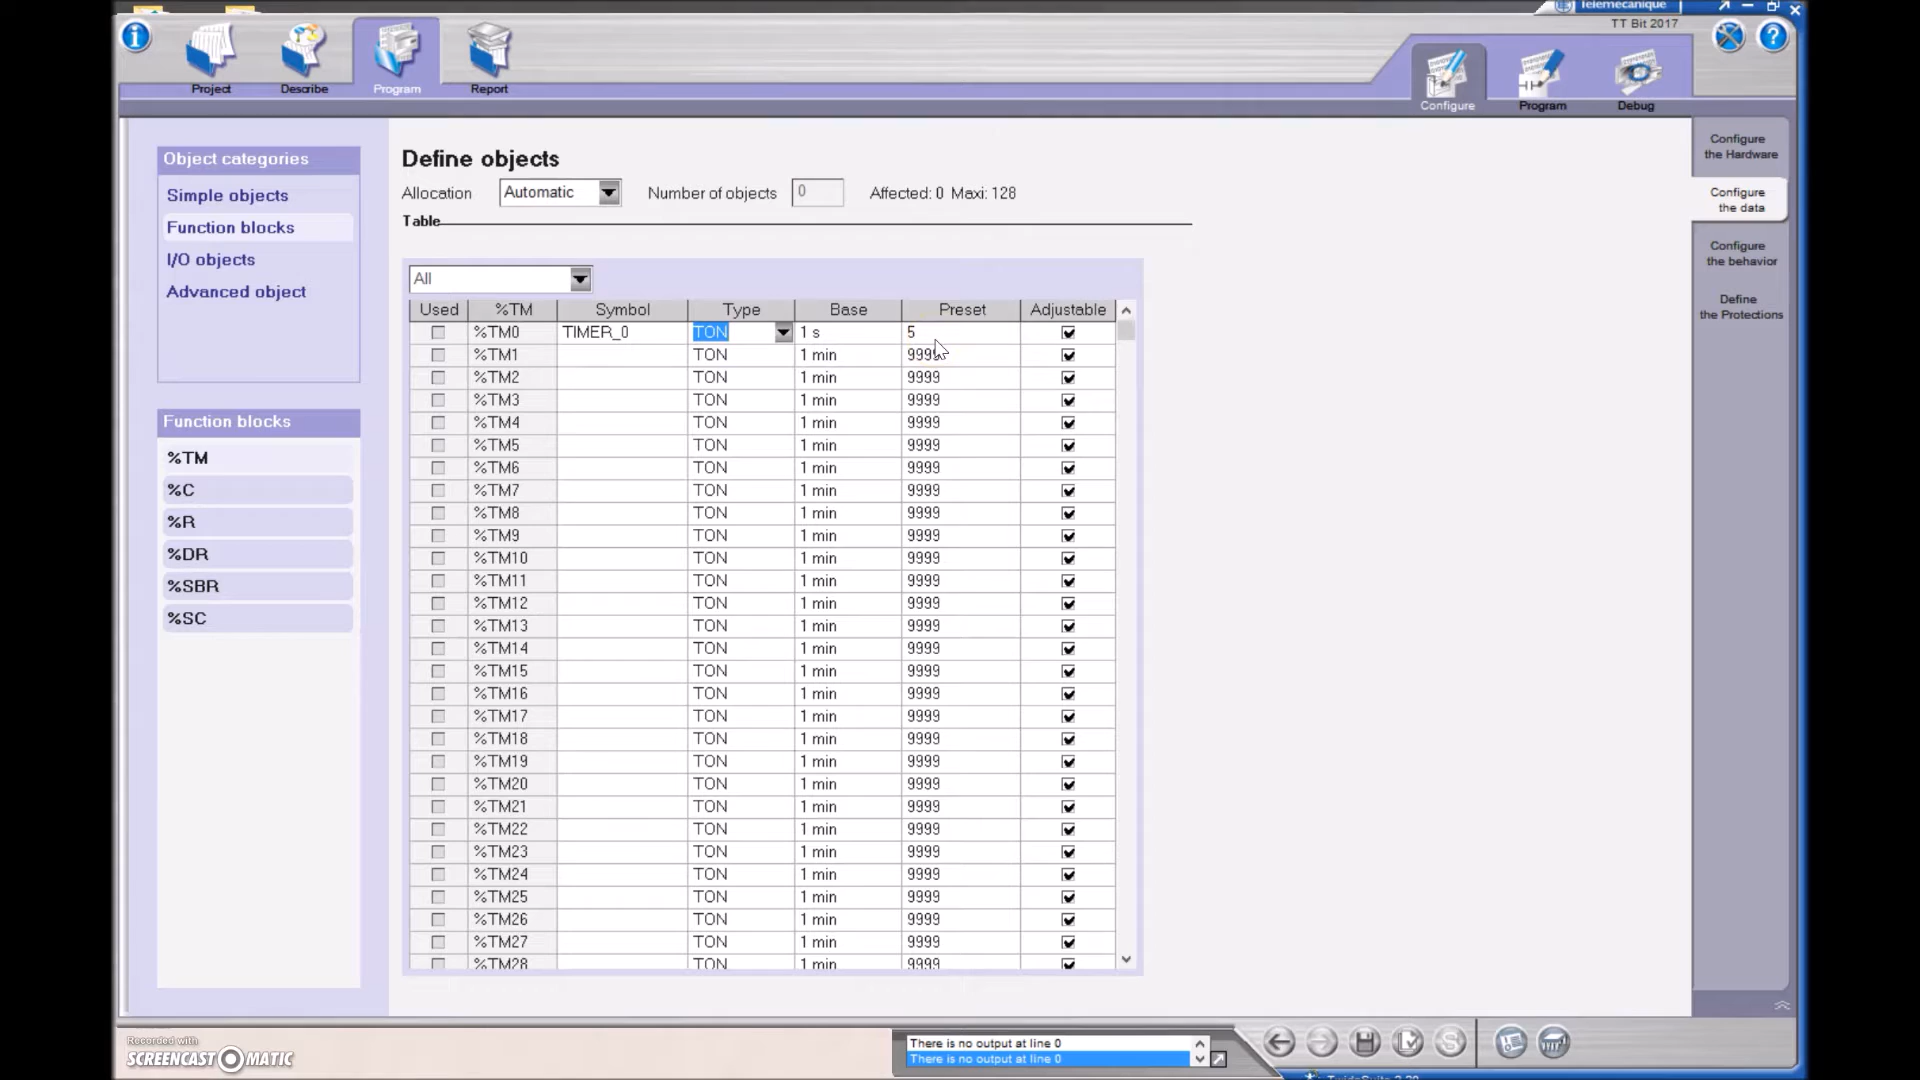 Telemecanique
TT Bit 2017
Project Describe Program Report
Configure Program Debug
Object categories
Simple objects
Function blocks
I/O objects
Advanced object
Function blocks
%TM
%C
%R
%DR
%SBR
%SC
Define objects
Allocation Automatic Number of objects 0 Affected: 0 Maxi: 128
Table
All
Used %TM Symbol Type Base Preset Adjustable
%TM0 TIMER_0 TON 1 s 5
%TM1 TON 1 min 9999
%TM2 TON 1 min 9999
%TM3 TON 1 min 9999
%TM4 TON 1 min 9999
%TM5 TON 1 min 9999
%TM6 TON 1 min 9999
%TM7 TON 1 min 9999
%TM8 TON 1 min 9999
%TM9 TON 1 min 9999
%TM10 TON 1 min 9999
%TM11 TON 1 min 9999
%TM12 TON 1 min 9999
%TM13 TON 1 min 9999
%TM14 TON 1 min 9999
%TM15 TON 1 min 9999
%TM16 TON 1 min 9999
%TM17 TON 1 min 9999
%TM18 TON 1 min 9999
%TM19 TON 1 min 9999
%TM20 TON 1 min 9999
%TM21 TON 1 min 9999
%TM22 TON 1 min 9999
%TM23 TON 1 min 9999
%TM24 TON 1 min 9999
%TM25 TON 1 min 9999
%TM26 TON 1 min 9999
%TM27 TON 1 min 9999
%TM28 TON 1 min 9999
Configure
the Hardware
Configure
the data
Configure
the behavior
Define
the Protections
There is no output at line 0
There is no output at line 0
Recorded with
SCREENCAST-O-MATIC